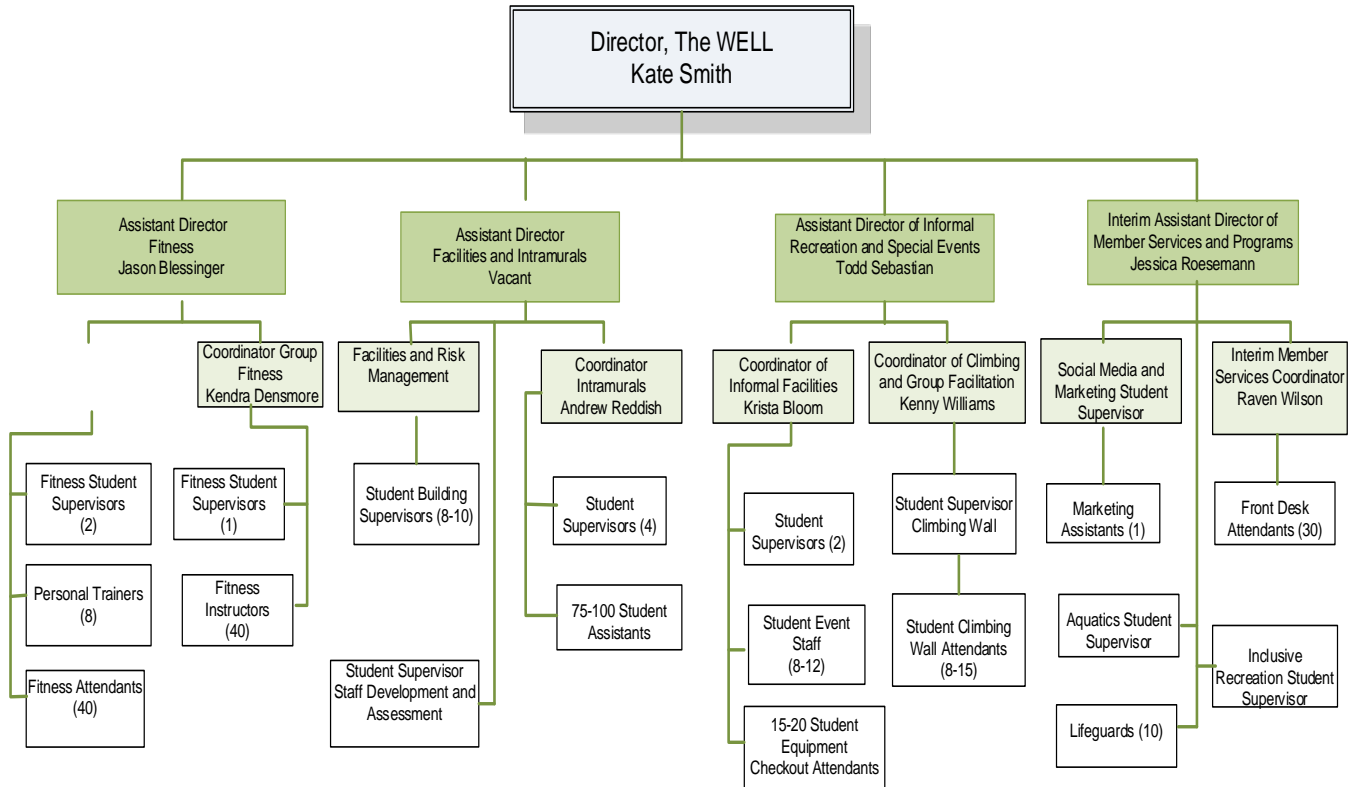 Director, The WELL
Kate Smith
Assistant Director
Fitness
Jason Blessinger
Assistant Director
Facilities and Intramurals
Vacant
Assistant Director of Informal
Recreation and Special Events
Todd Sebastian
Interim Assistant Director of
Member Services and Programs
Jessica Roesemann
Coordinator Group
Fitness
Kendra Densmore
Facilities and Risk
Management
Coordinator
Intramurals
Andrew Reddish
Coordinator of
Informal Facilities
Krista Bloom
Coordinator of Climbing
and Group Facilitation
Kenny Williams
Social Media and
Marketing Student
Supervisor
Interim Member
Services Coordinator
Raven Wilson
Fitness Student
Supervisors
(2)
Fitness Student
Supervisors
(1)
Student Building
Supervisors (8-10)
Student
Supervisors (4)
Student
Supervisors (2)
Student Supervisor
Climbing Wall
Marketing
Assistants (1)
Front Desk
Attendants (30)
Personal Trainers
(8)
Fitness
Instructors
(40)
75-100 Student
Assistants
Student Event
Staff
(8-12)
Student Climbing
Wall Attendants
(8-15)
Aquatics Student
Supervisor
Inclusive
Recreation Student
Supervisor
Fitness Attendants
(40)
Student Supervisor
Staff Development and
Assessment
15-20 Student
Equipment
Checkout Attendants
Lifeguards (10)